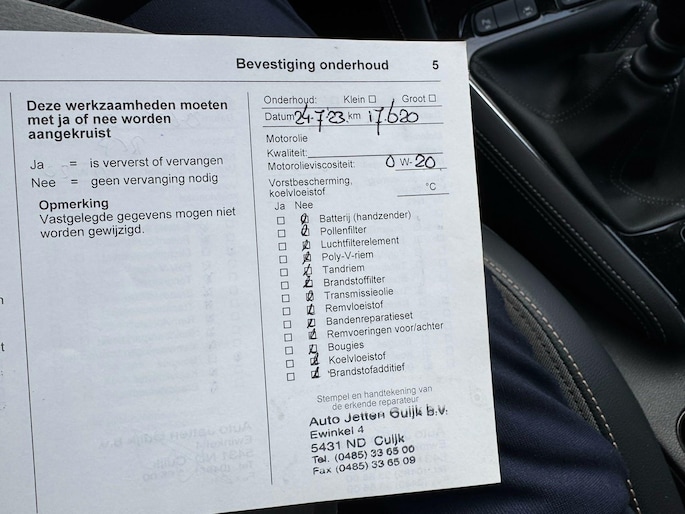 Bevestiging onderhoud 5
Deze werkzaamheden moeten
met ja of nee worden
aangekruist
Ja = is ververst of vervangen
Nee = geen vervanging nodig
Opmerking
Vastgelegde gegevens mogen niet
worden gewijzigd.
Onderhoud: Klein ☐ Groot ☐
Datum 24-7-23 km 17620
Motorolie
Kwaliteit:
Motorolieviscositeit: 0 W- 20
Vorstbescherming,
koelvloeistof °C
Ja Nee
Batterij (handzender)
Pollenfilter
Luchtfilterelement
Poly-V-riem
Tandriem
Brandstoffilter
Transmissieolie
Remvloeistof
Bandenreparatieset
Remvoeringen voor/achter
Bougies
Koelvloeistof
Brandstofadditief
Stempel en handtekening van
de erkende reparateur
Auto Jetten Cuijk b.v.
Ewinkel 4
5431 ND Cuijk
Tel. (0485) 33 65 00
Fax (0485) 33 65 09